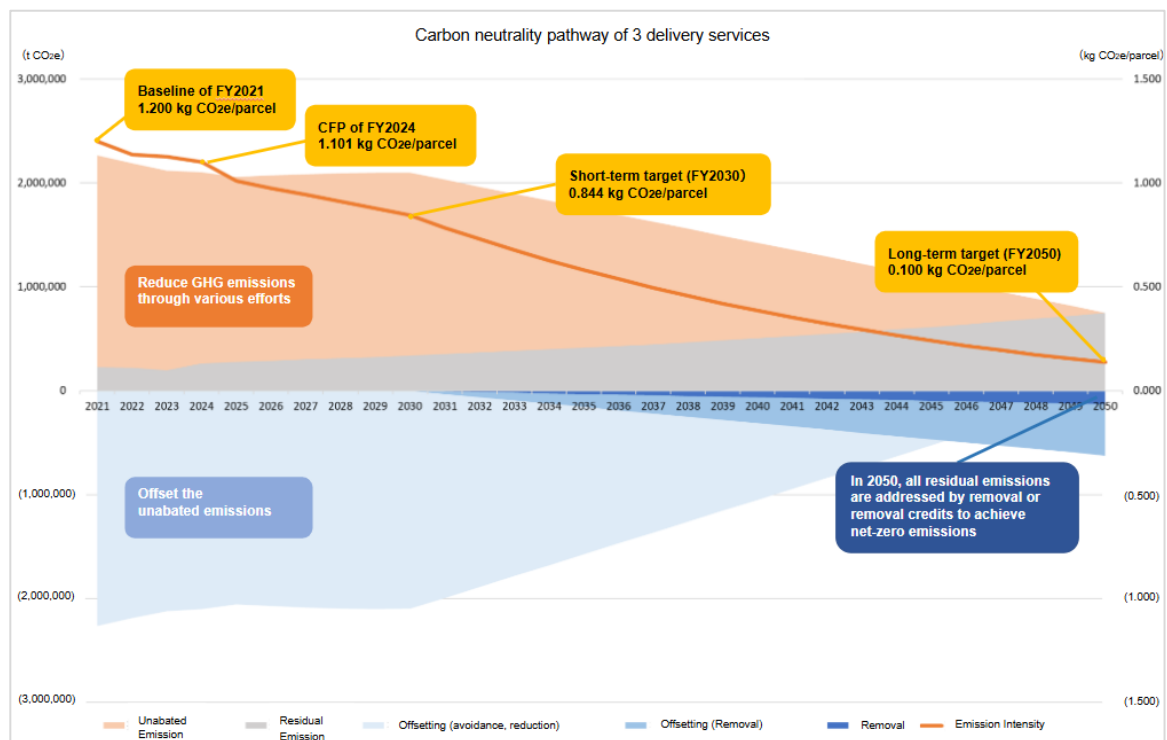 Carbon neutrality pathway of 3 delivery services
(t CO2e)
(kg CO2e/parcel)
3,000,000
2,000,000
1,000,000
0
(1,000,000)
(2,000,000)
(3,000,000)
1.500
1.000
0.500
0.000
(0.500)
(1.000)
(1.500)
Baseline of FY2021
1.200 kg CO2e/parcel
CFP of FY2024
1.101 kg CO2e/parcel
Short-term target (FY2030)
0.844 kg CO2e/parcel
Long-term target (FY2050)
0.100 kg CO2e/parcel
Reduce GHG emissions
through various efforts
2021 2022 2023 2024 2025 2026 2027 2028 2029 2030 2031 2032 2033 2034 2035 2036 2037 2038 2039 2040 2041 2042 2043 2044 2045 2046 2047 2048 2049 2050
Offset the
unabated emissions
In 2050, all residual emissions
are addressed by removal or
removal credits to achieve
net-zero emissions
Unabated
Emission
Residual
Emission
Offsetting (avoidance, reduction)
Offsetting (Removal)
Removal
Emission Intensity